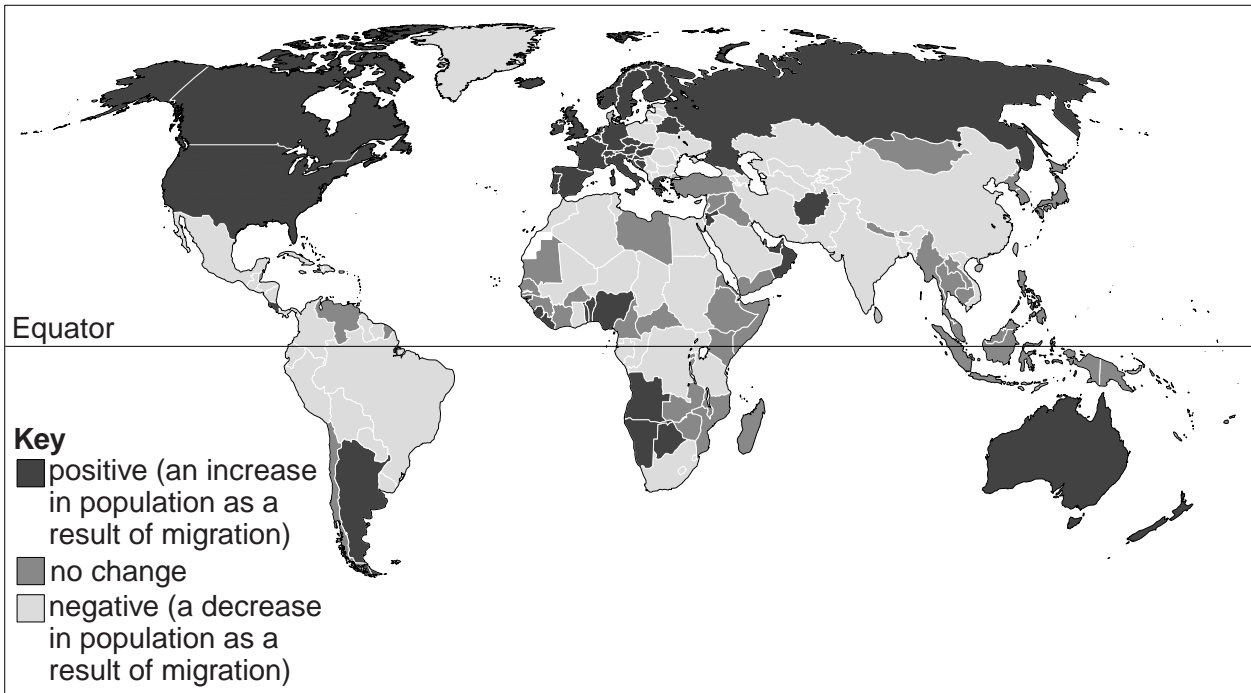 Equator
Key
positive (an increase
in population as a
result of migration)
no change
negative (a decrease
in population as a
result of migration)